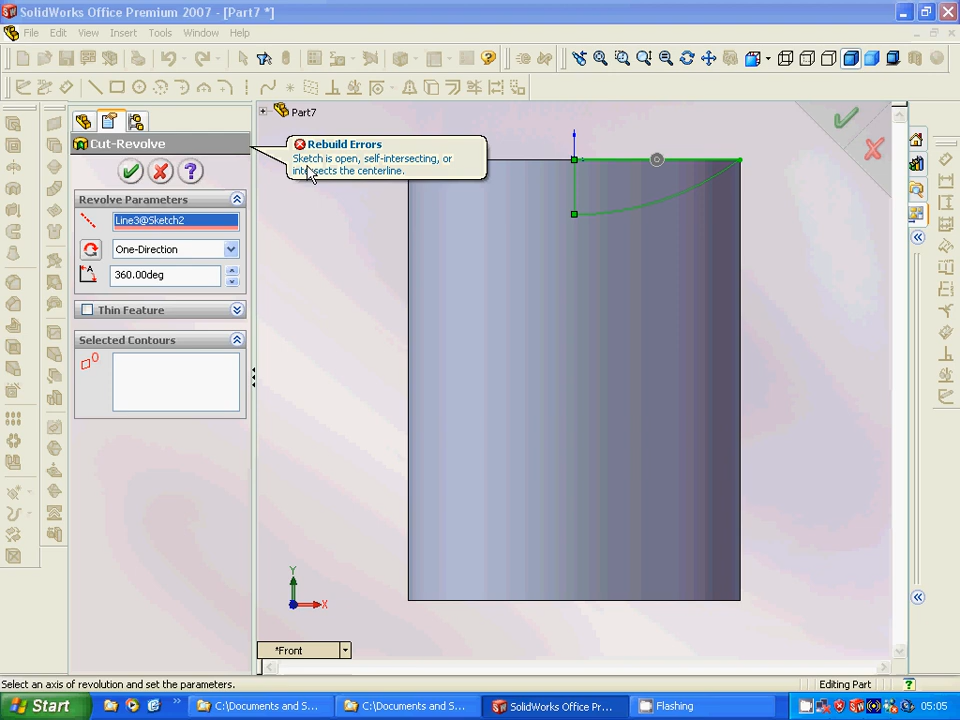 SolidWorks Office Premium 2007 - [Part7 *]
File Edit View Insert Tools Window Help
Part7
Cut-Revolve
Rebuild Errors
Sketch is open, self-intersecting, or
intersects the centerline.
Revolve Parameters
Line3@Sketch2
One-Direction
A
360.00deg
Thin Feature
Selected Contours
0
Y
X
*Front
Select an axis of revolution and set the parameters.
Editing Part
Start
C:\Documents and S...
C:\Documents and S...
SolidWorks Office Pr...
Flashing
05:05